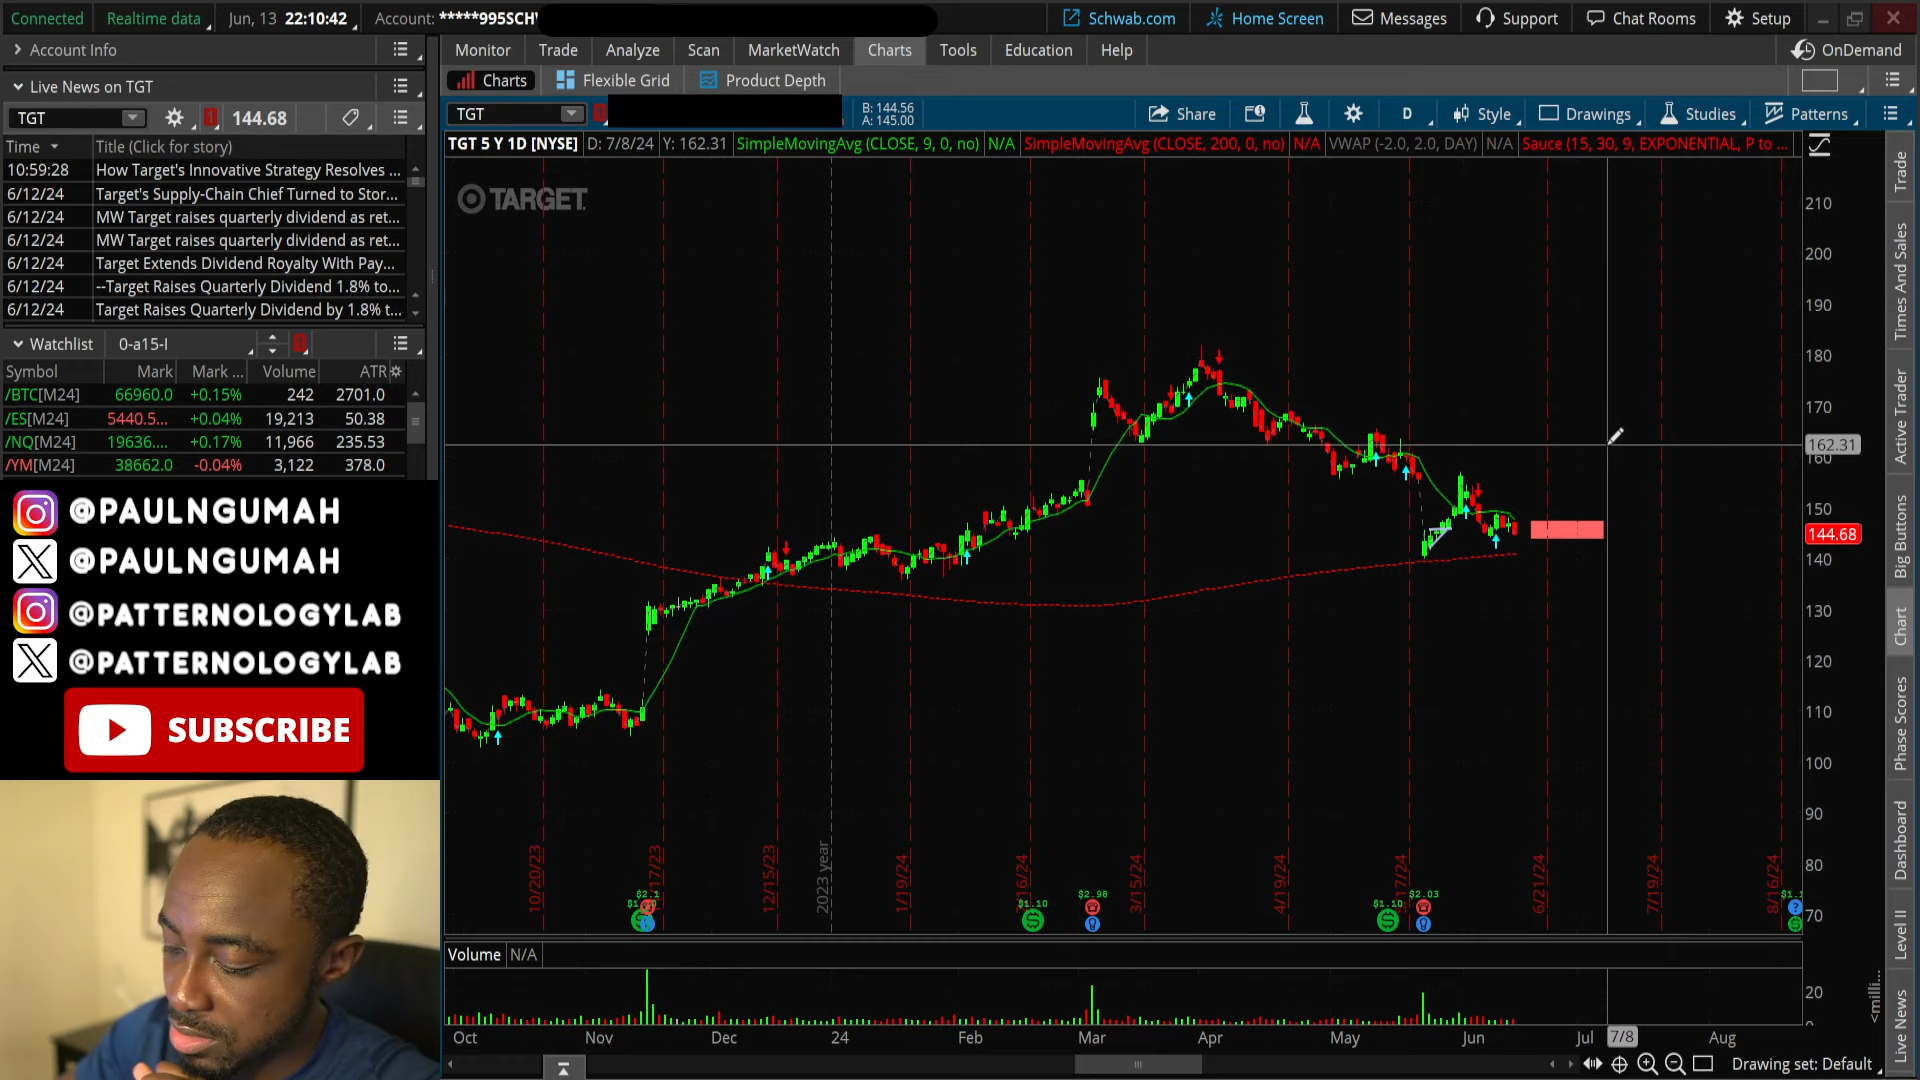 Connected
Realtime data
Jun, 13 22:10:42
Account: *****995SCHW
Schwab.com
Home Screen
Messages
Support
Chat Rooms
Setup
Account Info
Monitor
Trade
Analyze
Scan
MarketWatch
Charts
Tools
Education
Help
OnDemand
Live News on TGT
Charts
Flexible Grid
Product Depth
TGT
144.68
TGT
B: 144.56
A: 145.00
Share
D
Style
Drawings
Studies
Patterns
Time Title (Click for story)
TGT 5 Y 1D [NYSE] D: 7/8/24 Y: 162.31 SimpleMovingAvg (CLOSE, 9, 0, no) N/A SimpleMovingAvg (CLOSE, 200, 0, no) N/A VWAP (-2.0, 2.0, DAY) N/A Sauce (15, 30, 9, EXPONENTIAL, P to ...
10:59:28 How Target's Innovative Strategy Resolves ...
6/12/24 Target's Supply-Chain Chief Turned to Stor...
6/12/24 MW Target raises quarterly dividend as ret...
6/12/24 MW Target raises quarterly dividend as ret...
6/12/24 Target Extends Dividend Royalty With Pay...
6/12/24 --Target Raises Quarterly Dividend 1.8% to...
6/12/24 Target Raises Quarterly Dividend by 1.8% t...
Watchlist
0-a15-I
Symbol Mark Mark ... Volume ATR
/BTC[M24] 66960.0 +0.15% 242 2701.0
/ES[M24] 5440.5... +0.04% 19,213 50.38
/NQ[M24] 19636.... +0.17% 11,966 235.53
/YM[M24] 38662.0 -0.04% 3,122 378.0
@PAULNGUMAH
@PAULNGUMAH
@PATTERNOLOGYLAB
@PATTERNOLOGYLAB
SUBSCRIBE
TARGET
210
200
190
180
170
162.31
160
150
144.68
140
130
120
110
100
90
80
70
10/20/23
17/23
12/15/23
2023 year
1/19/24
16/24
3/15/24
4/19/24
17/24
6/21/24
7/19/24
8/16/24
$2.1
$1.10
$2.98
$1.10
$2.03
Volume N/A
20
Oct
Nov
Dec
24
Feb
Mar
Apr
May
Jun
Jul
7/8
Aug
Drawing set: Default
Trade
Times And Sales
Active Trader
Big Buttons
Chart
Phase Scores
Dashboard
Level II
Live News
<milli...